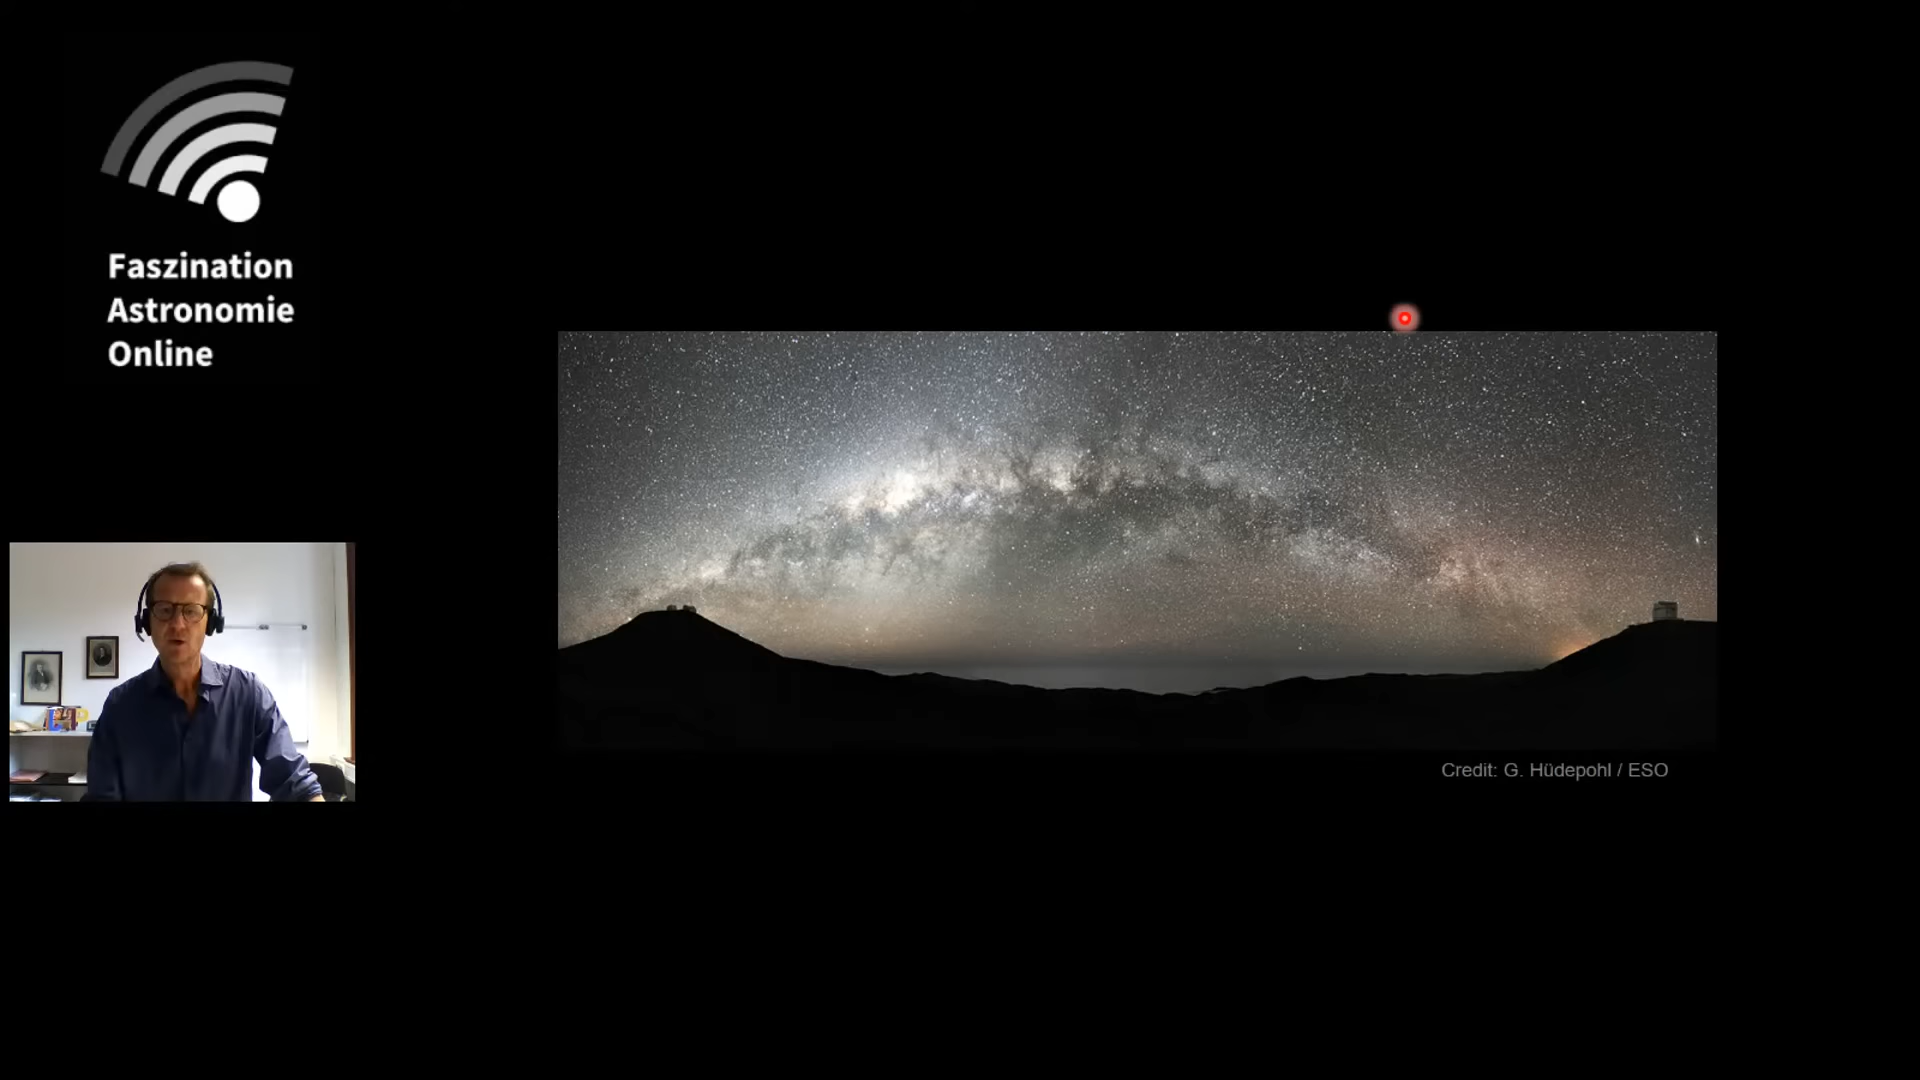 Faszination
Astronomie
Online
Credit: G. Hüdepohl / ESO